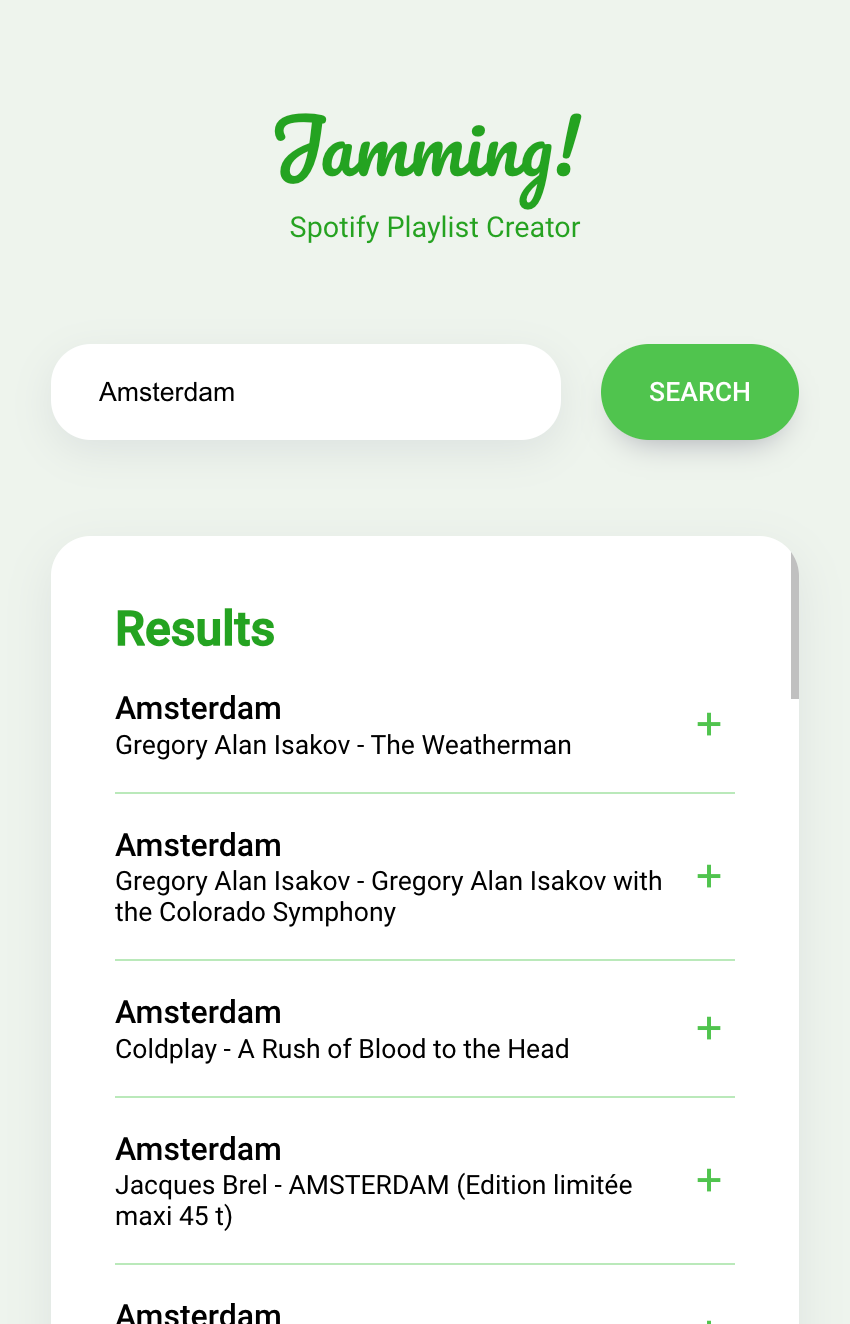 Jamming!
Spotify Playlist Creator
Amsterdam
SEARCH
Results
Amsterdam
Gregory Alan Isakov - The Weatherman
+
Amsterdam
Gregory Alan Isakov - Gregory Alan Isakov with
the Colorado Symphony
+
Amsterdam
Coldplay - A Rush of Blood to the Head
+
Amsterdam
Jacques Brel - AMSTERDAM (Edition limitée
maxi 45 t)
+
Amsterdam